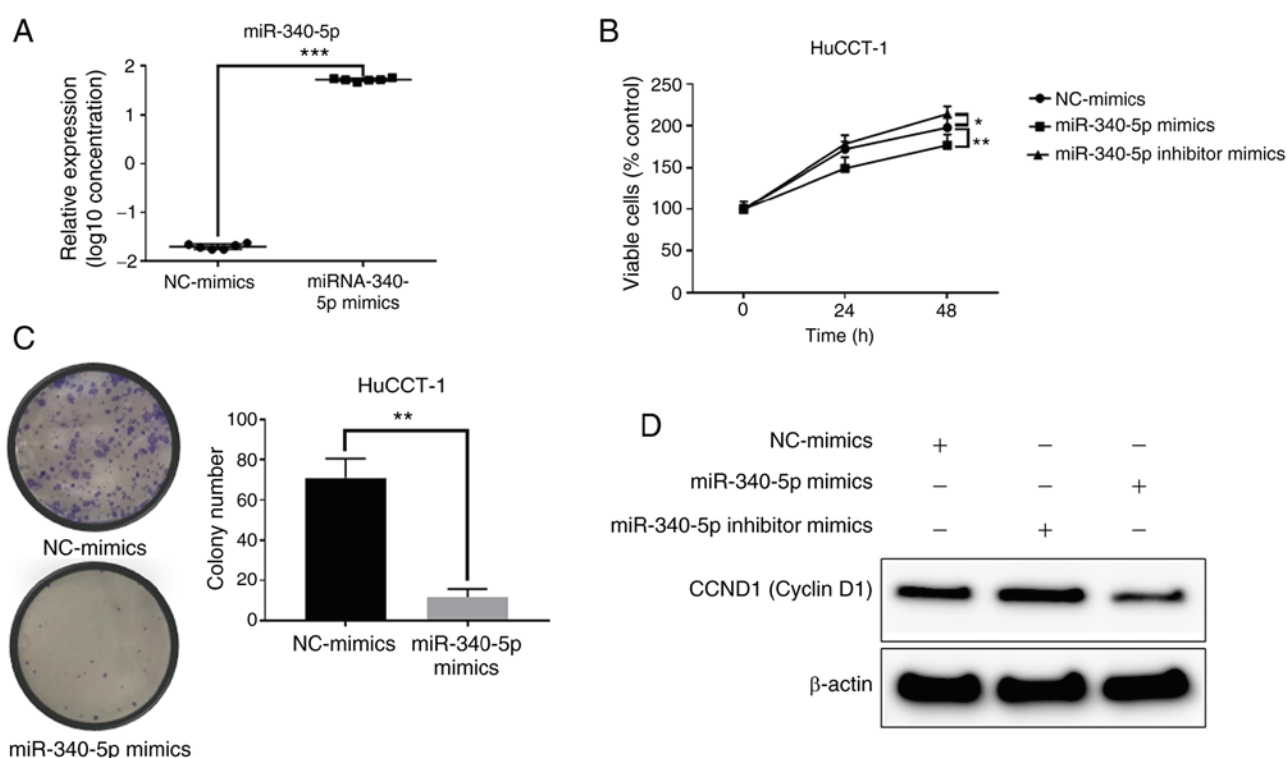 A
miR-340-5p
***
Relative expression
(log10 concentration)
2
1
0
−1
−2
NC-mimics
miRNA-340-
5p mimics
B
HuCCT-1
Viable cells (% control)
250
200
150
100
50
0
0 24 48
Time (h)
*
**
NC-mimics
miR-340-5p mimics
miR-340-5p inhibitor mimics
C
NC-mimics
miR-340-5p mimics
HuCCT-1
**
Colony number
100
80
60
40
20
0
NC-mimics
miR-340-5p
mimics
D
NC-mimics + − −
miR-340-5p mimics − − +
miR-340-5p inhibitor mimics − + −
CCND1 (Cyclin D1)
β-actin